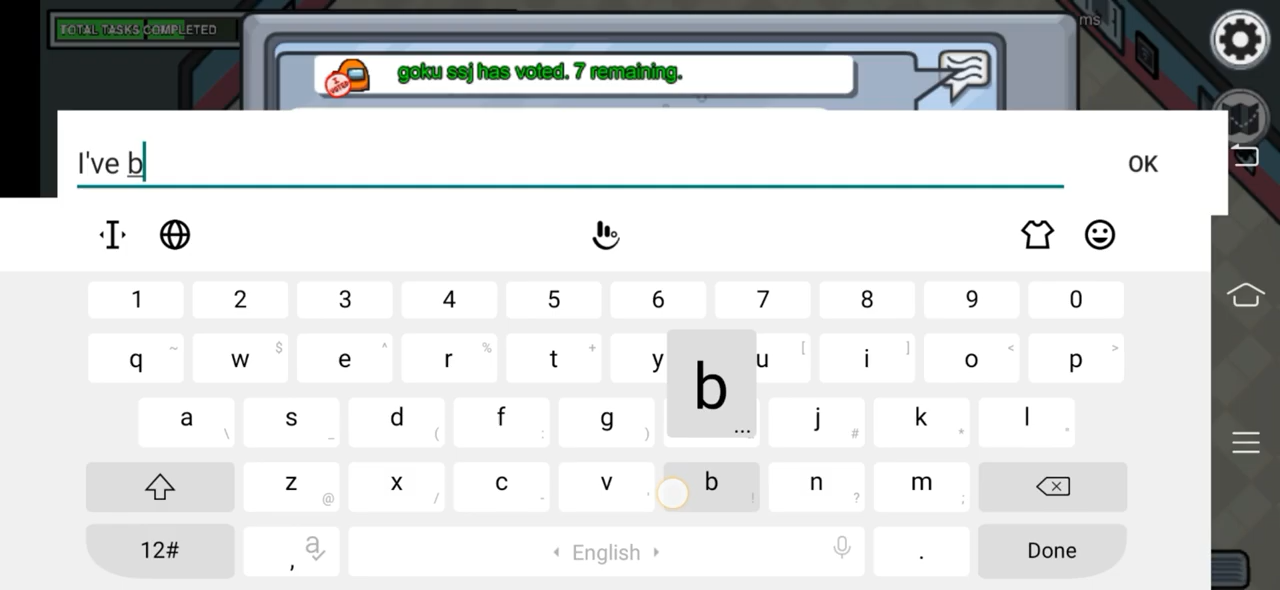 TOTAL TASKS COMPLETED
ms
I VOTED
goku ssj has voted. 7 remaining.
I've b
OK
1 2 3 4 5 6 7 8 9 0
q ~ w $ e ^ r % t + y u [ i ] o < p >
b ...
a \ s _ d ( f : g ) j # k * l "
z @ x / c - v ' b ! n ? m ;
12# , a English . Done